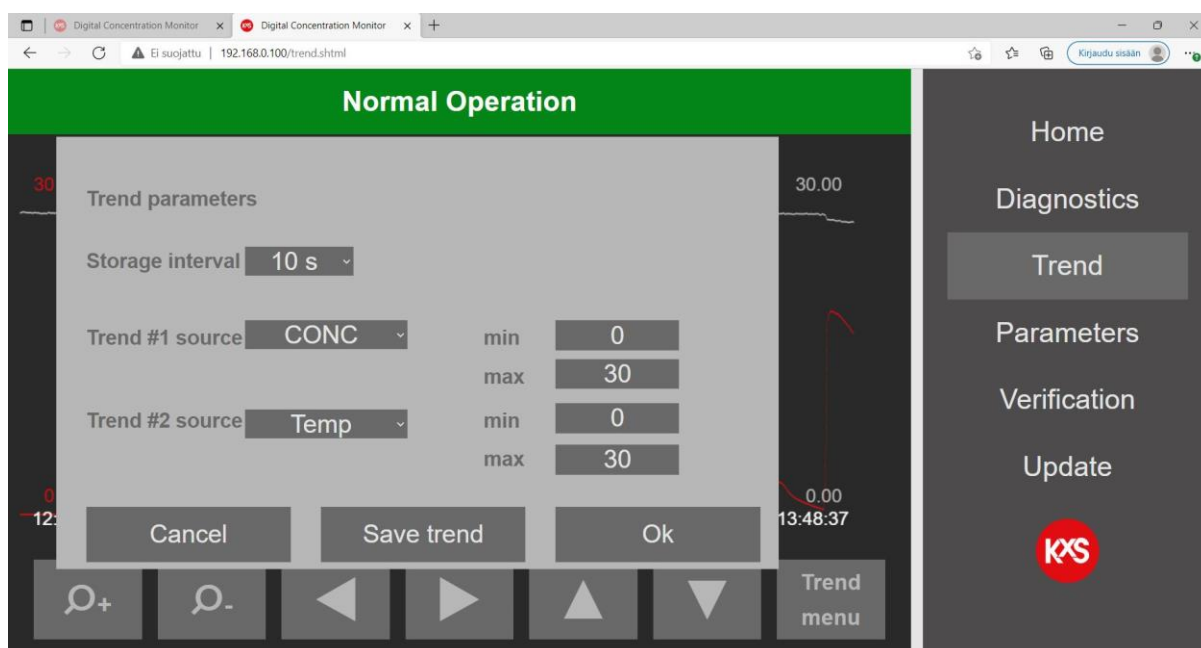 Digital Concentration Monitor
Digital Concentration Monitor
Ei suojattu | 192.168.0.100/trend.shtml
Kirjaudu sisään
Normal Operation
Home
Diagnostics
Trend
Parameters
Verification
Update
KXS
30
30.00
Trend parameters
Storage interval 10 s
Trend #1 source CONC min 0
max 30
Trend #2 source Temp min 0
max 30
0
0.00
12:
13:48:37
Cancel Save trend Ok
Trend
menu